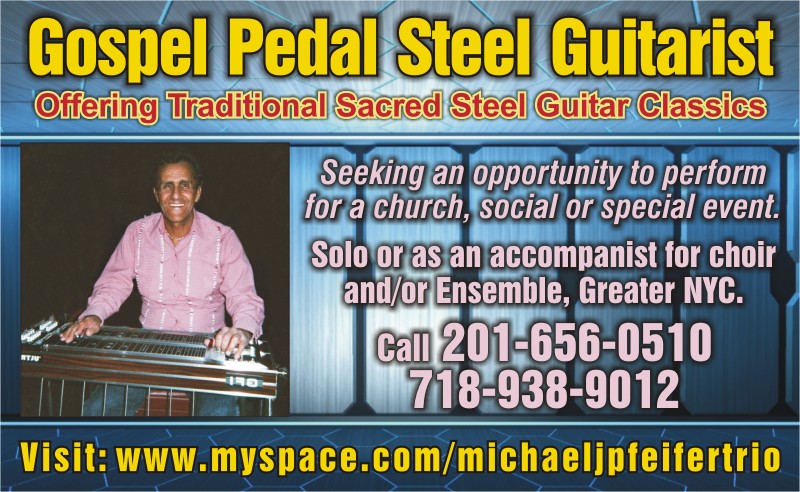 Gospel Pedal Steel Guitarist
Offering Traditional Sacred Steel Guitar Classics
Seeking an opportunity to perform
for a church, social or special event.
Solo or as an accompanist for choir
and/or Ensemble, Greater NYC.
Call 201-656-0510
718-938-9012
GFI
Visit: www.myspace.com/michaeljpfeifertrio